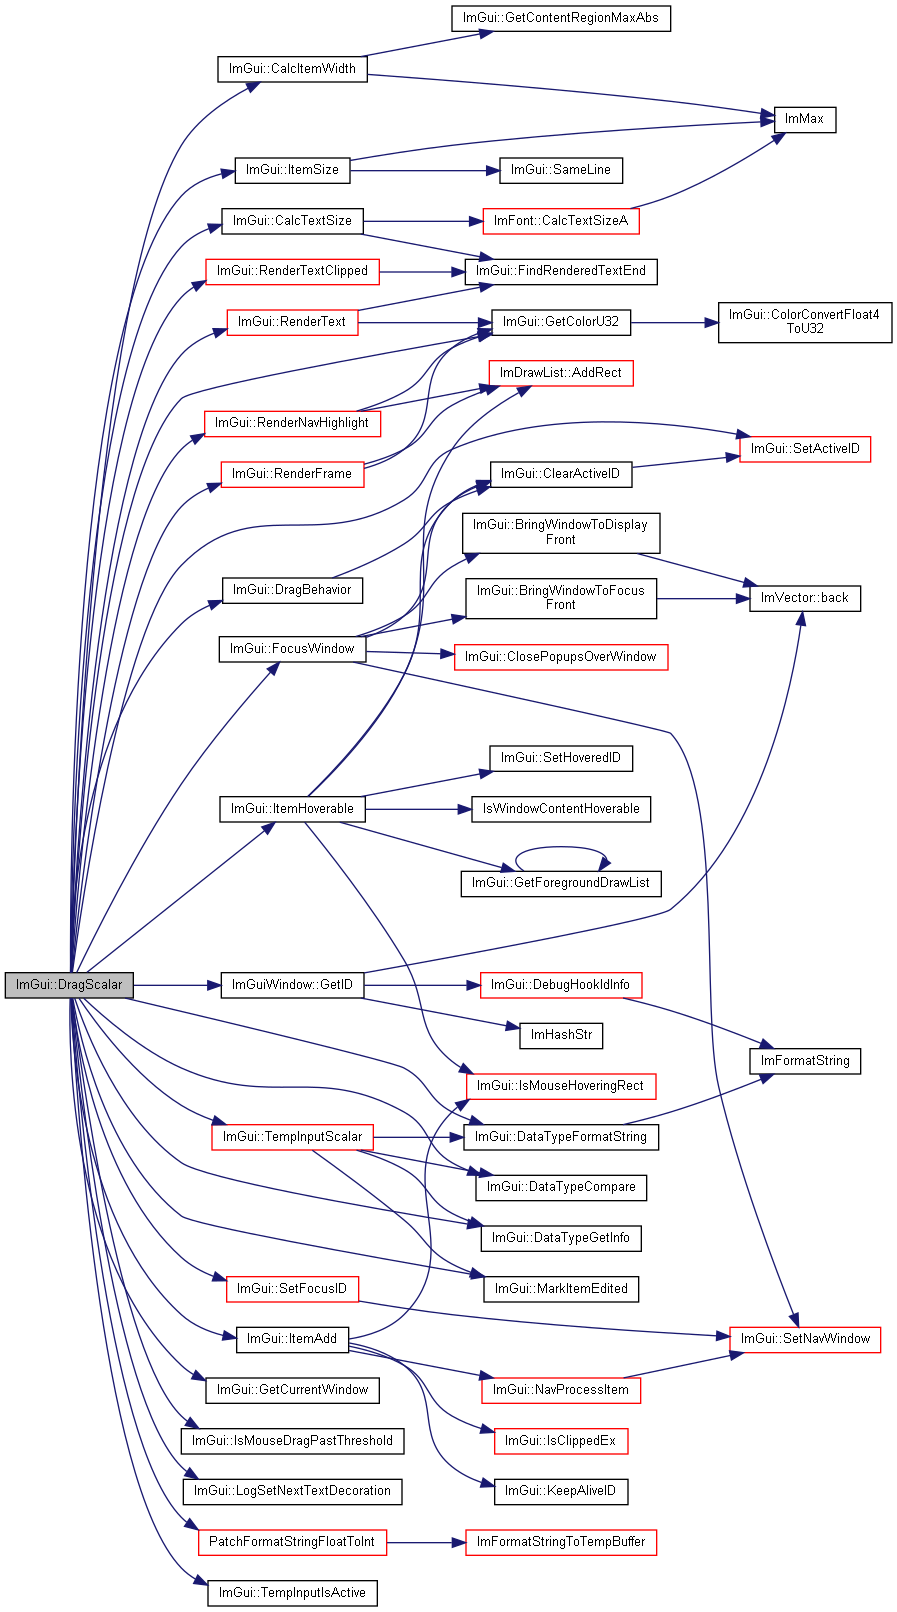 ImGui::GetContentRegionMaxAbs
ImGui::CalcItemWidth
ImMax
ImGui::ItemSize
ImGui::SameLine
ImGui::CalcTextSize
ImFont::CalcTextSizeA
ImGui::RenderTextClipped
ImGui::FindRenderedTextEnd
ImGui::RenderText
ImGui::GetColorU32
ImGui::ColorConvertFloat4
ToU32
ImDrawList::AddRect
ImGui::RenderNavHighlight
ImGui::SetActiveID
ImGui::RenderFrame
ImGui::ClearActiveID
ImGui::BringWindowToDisplay
Front
ImGui::DragBehavior
ImGui::BringWindowToFocus
Front
ImVector::back
ImGui::FocusWindow
ImGui::ClosePopupsOverWindow
ImGui::SetHoveredID
ImGui::ItemHoverable
IsWindowContentHoverable
ImGui::GetForegroundDrawList
ImGui::DragScalar
ImGuiWindow::GetID
ImGui::DebugHookIdInfo
ImHashStr
ImFormatString
ImGui::IsMouseHoveringRect
ImGui::TempInputScalar
ImGui::DataTypeFormatString
ImGui::DataTypeCompare
ImGui::DataTypeGetInfo
ImGui::SetFocusID
ImGui::MarkItemEdited
ImGui::ItemAdd
ImGui::SetNavWindow
ImGui::GetCurrentWindow
ImGui::NavProcessItem
ImGui::IsMouseDragPastThreshold
ImGui::IsClippedEx
ImGui::LogSetNextTextDecoration
ImGui::KeepAliveID
PatchFormatStringFloatToInt
ImFormatStringToTempBuffer
ImGui::TempInputIsActive